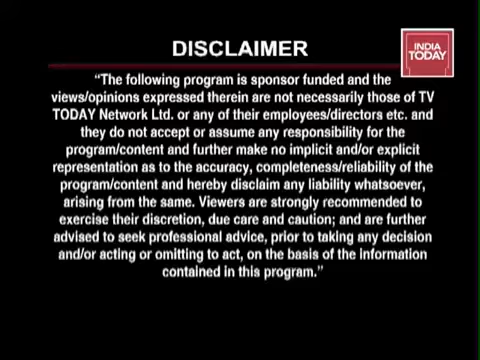 DISCLAIMER
INDIA
TODAY
“The following program is sponsor funded and the
views/opinions expressed therein are not necessarily those of TV
TODAY Network Ltd. or any of their employees/directors etc. and
they do not accept or assume any responsibility for the
program/content and further make no implicit and/or explicit
representation as to the accuracy, completeness/reliability of the
program/content and hereby disclaim any liability whatsoever,
arising from the same. Viewers are strongly recommended to
exercise their discretion, due care and caution; and are further
advised to seek professional advice, prior to taking any decision
and/or acting or omitting to act, on the basis of the information
contained in this program.”